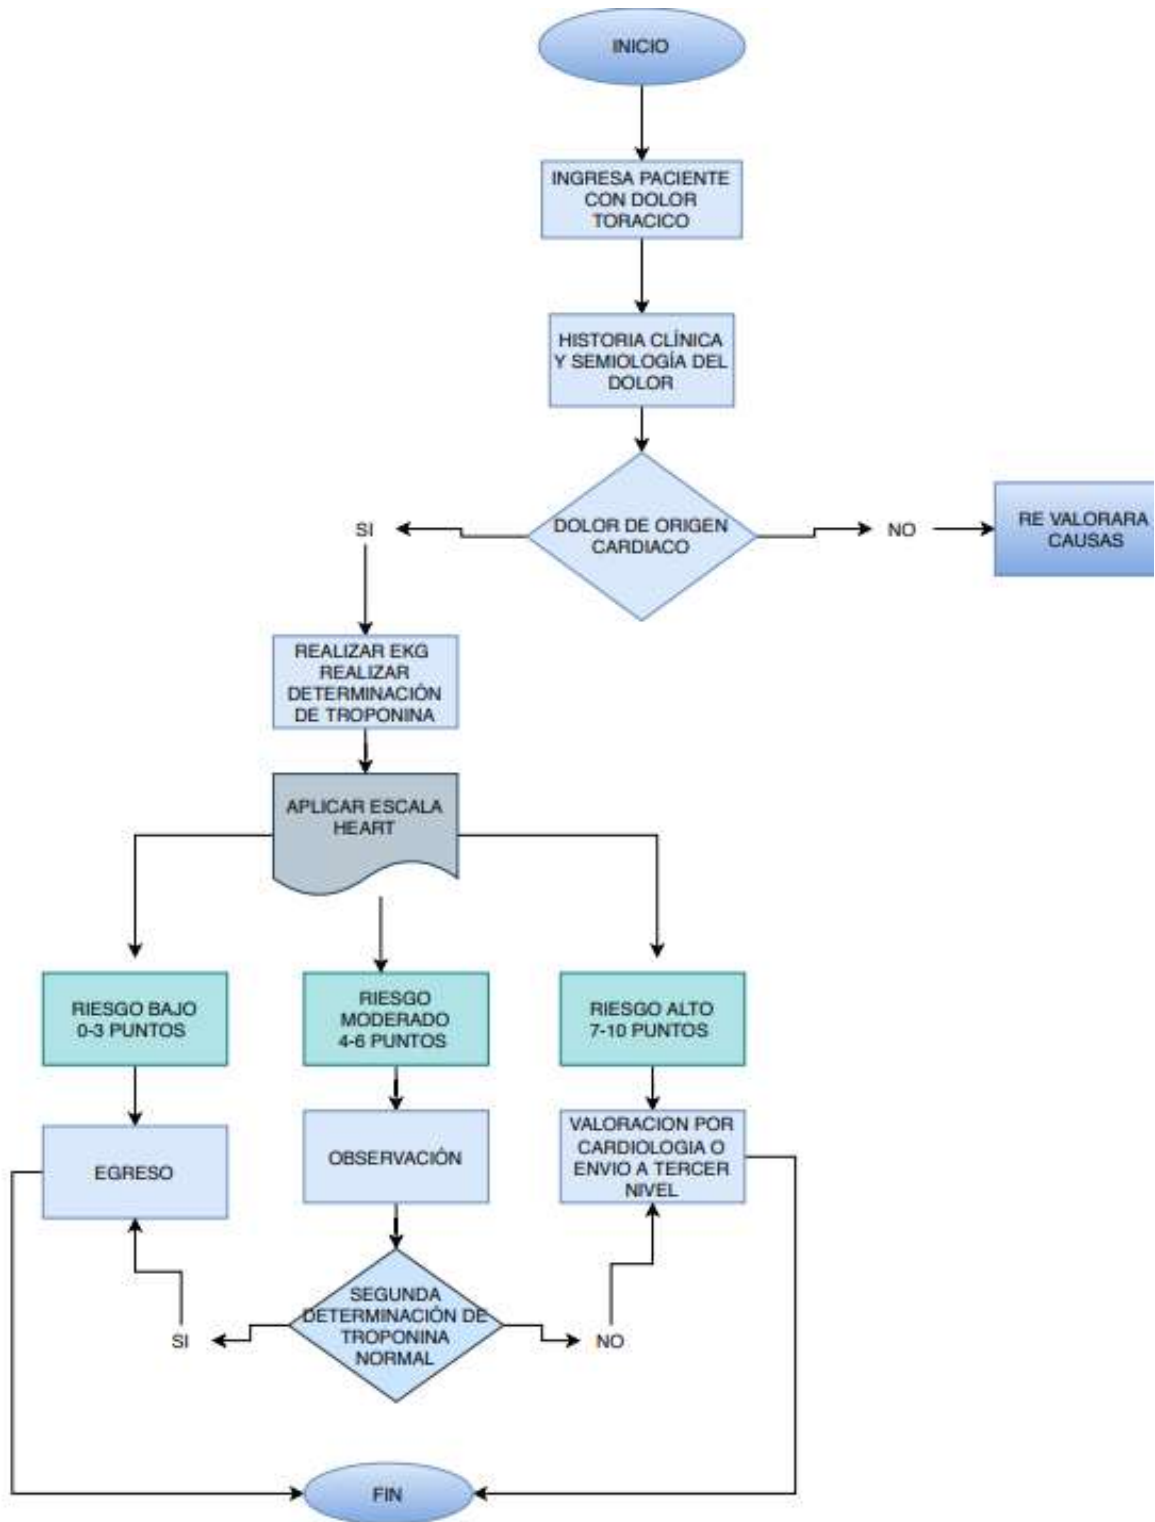 INICIO
INGRESA PACIENTE
CON DOLOR
TORACICO
HISTORIA CLÍNICA
Y SEMIOLOGÍA DEL
DOLOR
DOLOR DE ORIGEN
CARDIACO
SI
NO
RE VALORARA
CAUSAS
REALIZAR EKG
REALIZAR
DETERMINACIÓN
DE TROPONINA
APLICAR ESCALA
HEART
RIESGO BAJO
0-3 PUNTOS
RIESGO
MODERADO
4-6 PUNTOS
RIESGO ALTO
7-10 PUNTOS
EGRESO
OBSERVACIÓN
VALORACION POR
CARDIOLOGIA O
ENVIO A TERCER
NIVEL
SEGUNDA
DETERMINACIÓN DE
TROPONINA
NORMAL
SI
NO
FIN